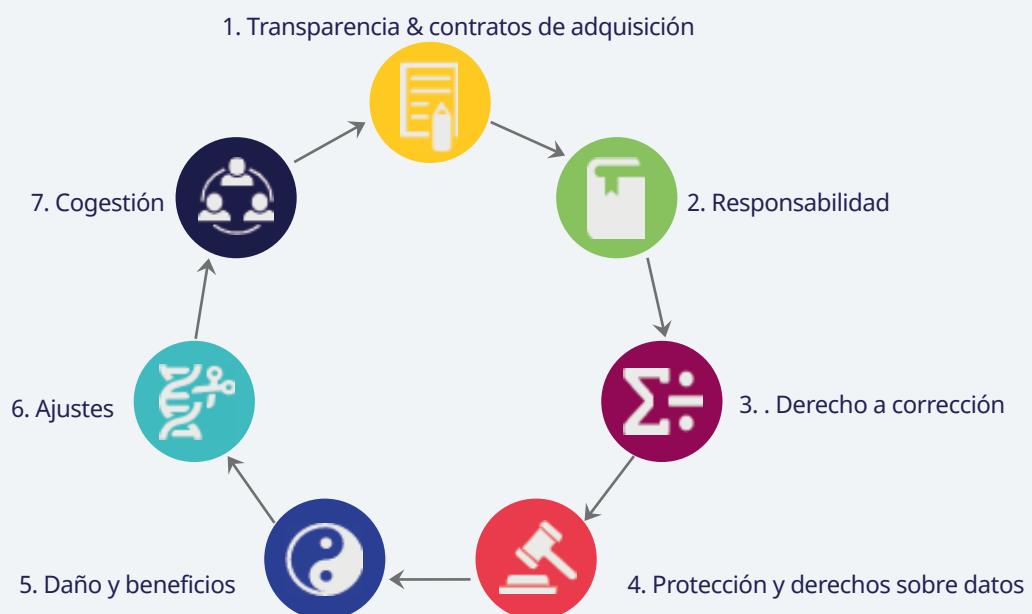 1. Transparencia & contratos de adquisición
2. Responsabilidad
3. . Derecho a corrección
4. Protección y derechos sobre datos
5. Daño y beneficios
6. Ajustes
7. Cogestión